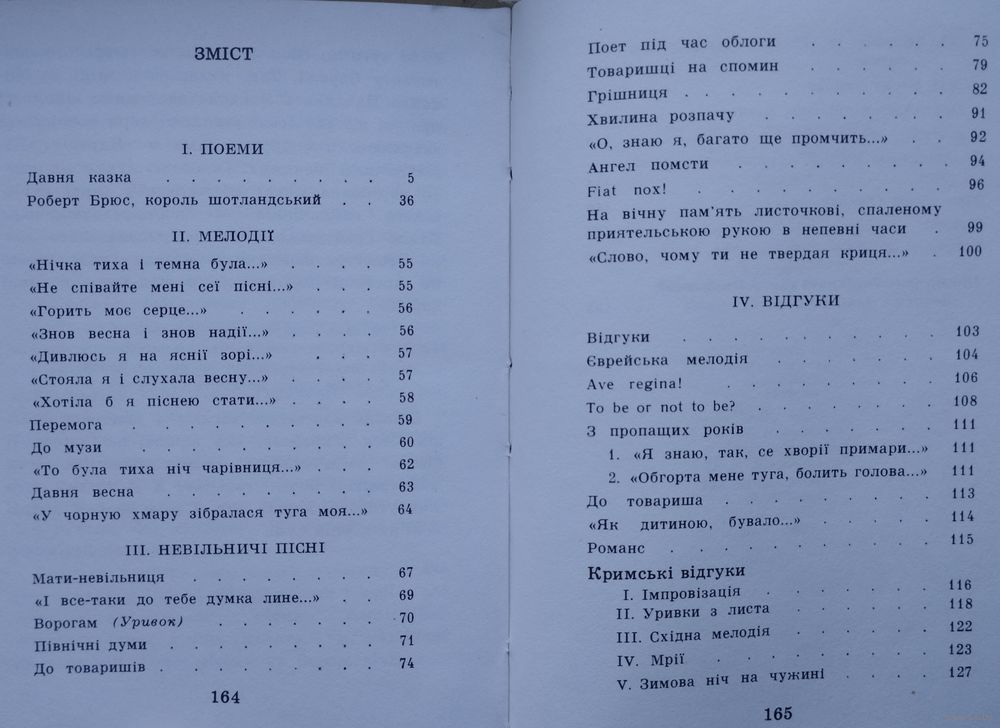 ЗМІСТ
І. ПОЕМИ
Давня казка . . . . . . . . . 5
Роберт Брюс, король шотландський . . 36
ІІ. МЕЛОДІЇ
«Нічка тиха і темна була...» . . . . 55
«Не співайте мені сеї пісні...» . . . 55
«Горить моє серце...» . . . . . . 56
«Знов весна і знов надії...» . . . . 56
«Дивлюсь я на яснії зорі...» . . . 57
«Стояла я і слухала весну...» . . . . 57
«Хотіла б я піснею стати...» . . . . 58
Перемога . . . . . . . . . . 59
До музи . . . . . . . . . . 60
«То була тиха ніч чарівниця...» . . . 62
Давня весна . . . . . . . . . 63
«У чорную хмару зібралася туга моя...» 64
ІІІ. НЕВІЛЬНИЧІ ПІСНІ
Мати-невільниця . . . . . . . . 67
«І все-таки до тебе думка лине...» . . 69
Ворогам (Уривок) . . . . . . . 70
Північні думи . . . . . . . . . 71
До товаришів . . . . . . . . . 74
164
Поет під час облоги . . . . . . 75
Товаришці на спомин . . . . . . 79
Грішниця . . . . . . . . . . 82
Хвилина розпачу . . . . . . . . 91
«О, знаю я, багато ще промчить...» . . 92
Ангел помсти . . . . . . . . . 94
Fiat nox! . . . . . . . . . . 96
На вічну пам’ять листочкові, спаленому
приятельською рукою в непевні часи . 99
«Слово, чому ти не твердая криця...» . 100
IV. ВІДГУКИ
Відгуки . . . . . . . . . . 103
Єврейська мелодія . . . . . . . 104
Ave regina! . . . . . . . . . 106
To be or not to be? . . . . . . . . 108
З пропащих років . . . . . . . 111
1. «Я знаю, так, се хворії примари...» 111
2. «Обгорта мене туга, болить голова...» 111
До товариша . . . . . . . . . 113
«Як дитиною, бувало...» . . . . . 114
Романс . . . . . . . . . . . 115
Кримські відгуки
І. Імпровізація . . . . . . . 116
ІІ. Уривки з листа . . . . . . 118
ІІІ. Східна мелодія . . . . . . 122
IV. Мрії . . . . . . . . . . 123
V. Зимова ніч на чужині . . . . 127
165